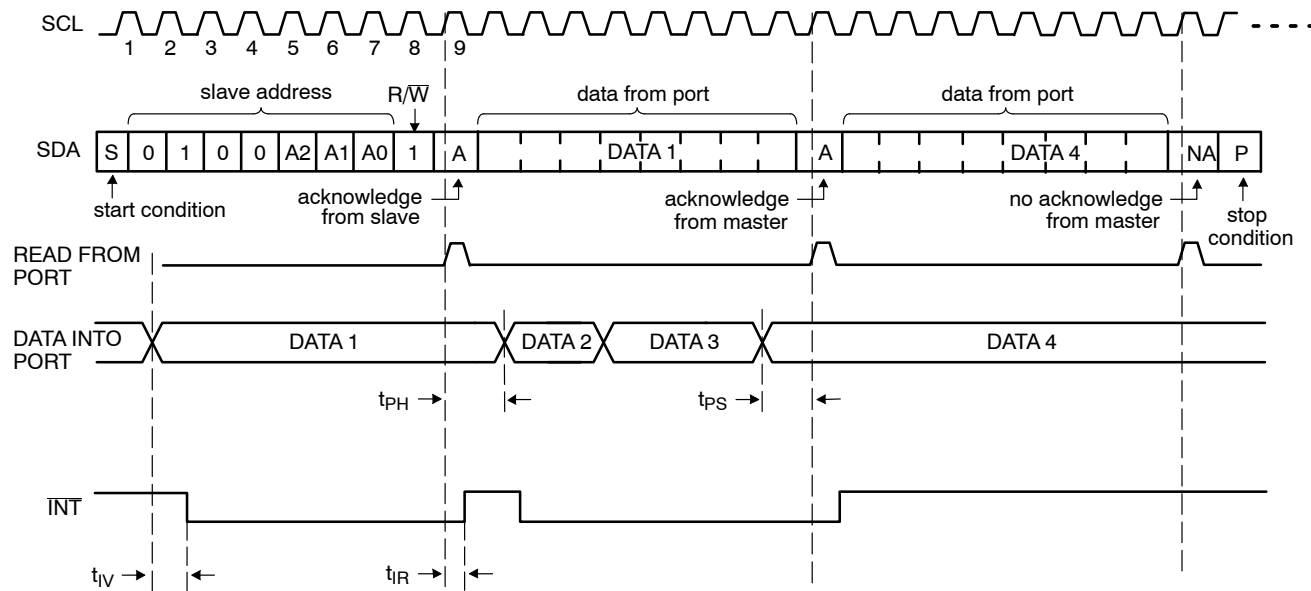 SCL
1 2 3 4 5 6 7 8 9
slave address
R/W
data from port
data from port
SDA
S 0 1 0 0 A2 A1 A0 1 A DATA 1 A DATA 4 NA P
start condition
acknowledge
from slave
acknowledge
from master
no acknowledge
from master
stop
condition
READ FROM
PORT
DATA INTO
PORT
DATA 1
DATA 2
DATA 3
DATA 4
tPH
tPS
INT
tIV
tIR